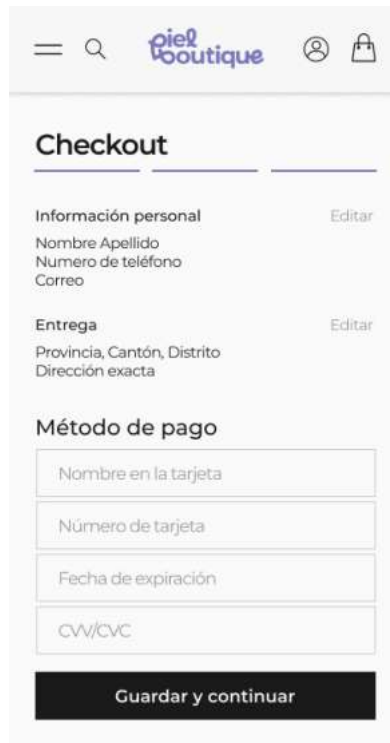 piel
boutique
Checkout
Información personal
Editar
Nombre Apellido
Numero de teléfono
Correo
Entrega
Editar
Provincia, Cantón, Distrito
Dirección exacta
Método de pago
Nombre en la tarjeta
Número de tarjeta
Fecha de expiración
CVV/CVC
Guardar y continuar